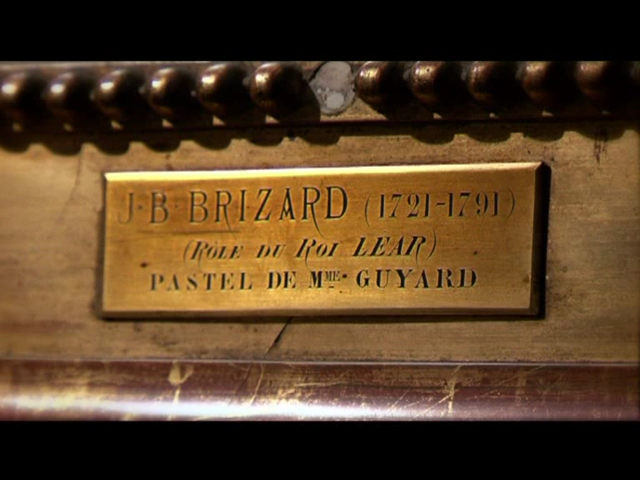 J·B·BRIZARD (1721-1791)
(RÔLE DU ROI LEAR)
PASTEL DE MME· GUYARD